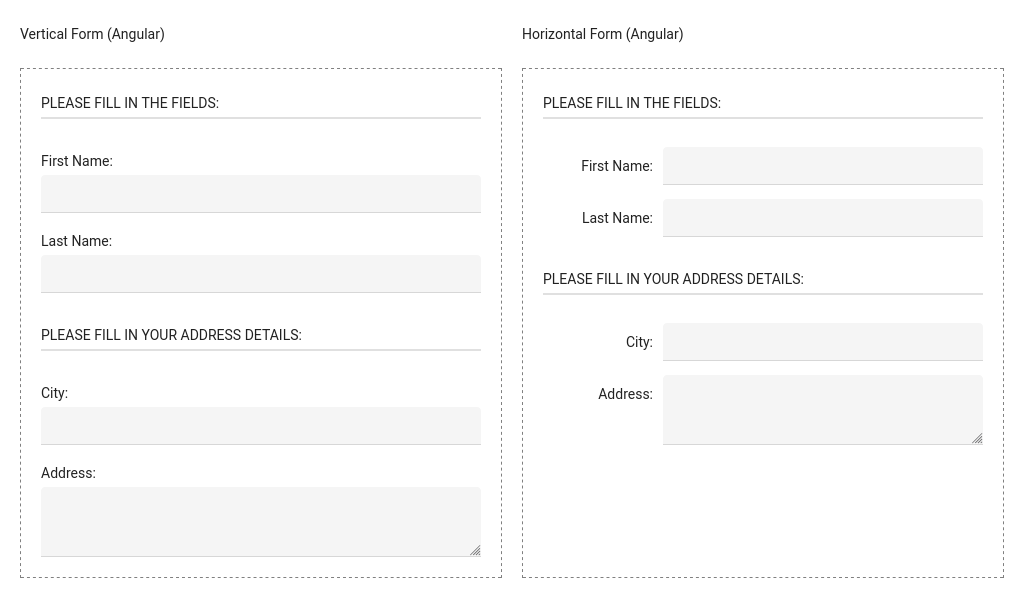 Vertical Form (Angular)
PLEASE FILL IN THE FIELDS:
First Name:
Last Name:
PLEASE FILL IN YOUR ADDRESS DETAILS:
City:
Address:
Horizontal Form (Angular)
PLEASE FILL IN THE FIELDS:
First Name:
Last Name:
PLEASE FILL IN YOUR ADDRESS DETAILS:
City:
Address: